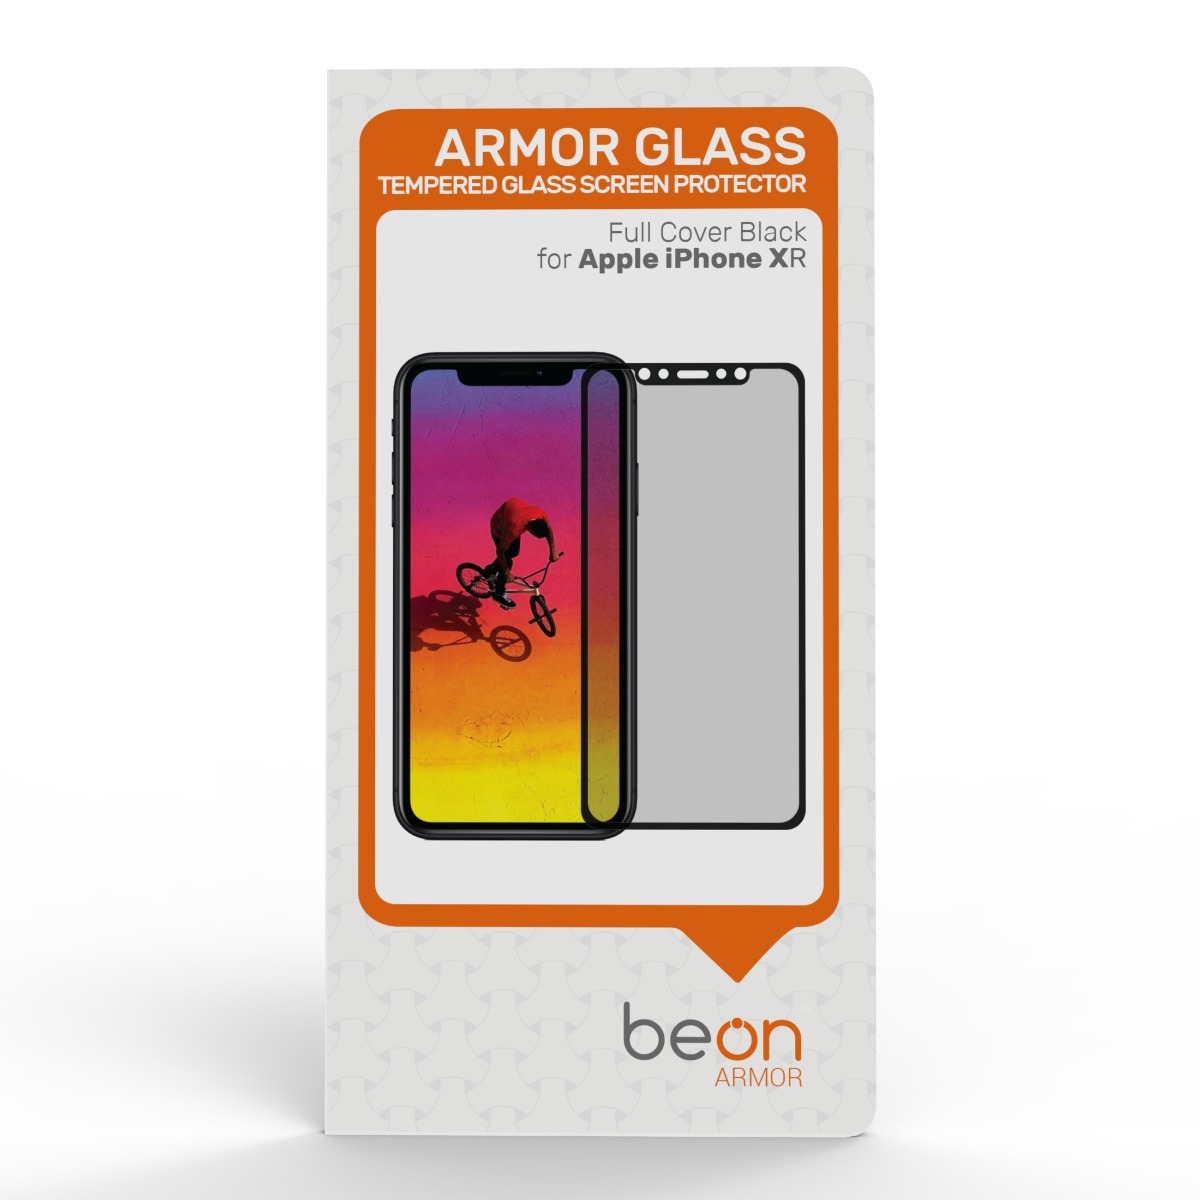 ARMOR GLASS
TEMPERED GLASS SCREEN PROTECTOR
Full Cover Black
for Apple iPhone XR
beon
ARMOR